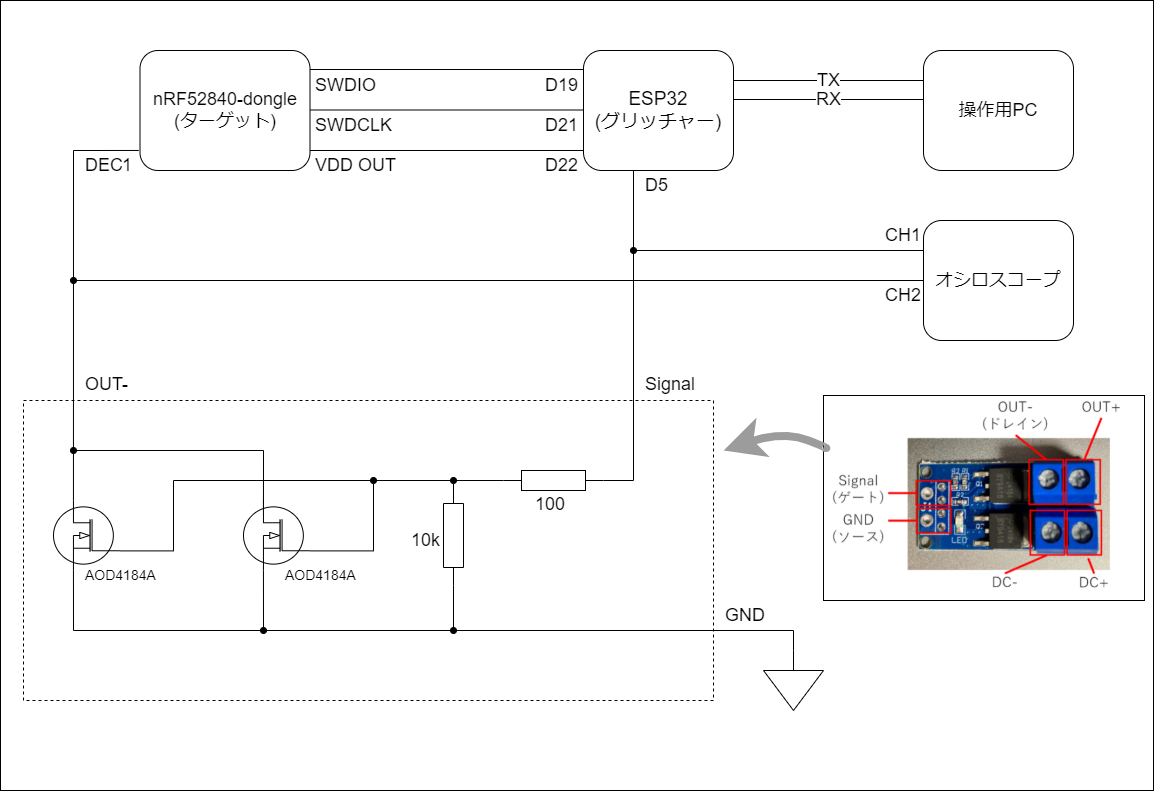 nRF52840-dongle
(ターゲット)
SWDIO
SWDCLK
VDD OUT
DEC1
D19
D21
D22
ESP32
(グリッチャー)
D5
TX
RX
操作用PC
CH1
CH2
オシロスコープ
OUT-
Signal
100
10k
AOD4184A
AOD4184A
GND
OUT-
(ドレイン)
OUT+
Signal
(ゲート)
GND
(ソース)
LED
DC-
DC+